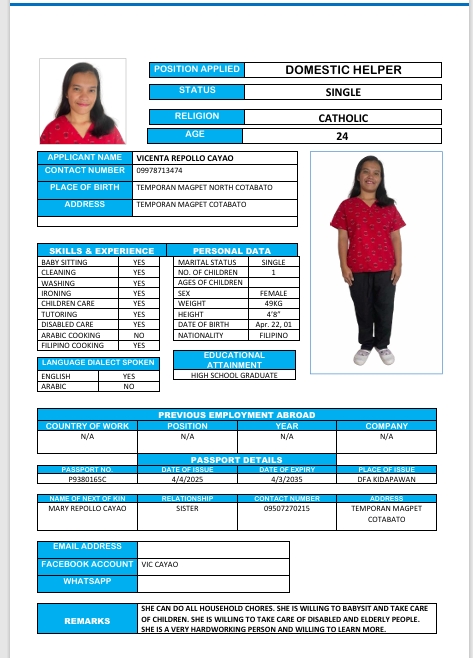 POSITION APPLIED DOMESTIC HELPER
STATUS SINGLE
RELIGION CATHOLIC
AGE 24
APPLICANT NAME VICENTA REPOLLO CAYAO
CONTACT NUMBER 09978713474
PLACE OF BIRTH TEMPORAN MAGPET NORTH COTABATO
ADDRESS TEMPORAN MAGPET COTABATO
SKILLS & EXPERIENCE PERSONAL DATA
BABY SITTING YES MARITAL STATUS SINGLE
CLEANING YES NO. OF CHILDREN 1
WASHING YES AGES OF CHILDREN
IRONING YES SEX FEMALE
CHILDREN CARE YES WEIGHT 49KG
TUTORING YES HEIGHT 4'8"
DISABLED CARE YES DATE OF BIRTH Apr. 22, 01
ARABIC COOKING NO NATIONALITY FILIPINO
FILIPINO COOKING YES
LANGUAGE DIALECT SPOKEN
ENGLISH YES
ARABIC NO
EDUCATIONAL
ATTAINMENT
HIGH SCHOOL GRADUATE
PREVIOUS EMPLOYMENT ABROAD
COUNTRY OF WORK POSITION YEAR COMPANY
N/A N/A N/A N/A
PASSPORT DETAILS
PASSPORT NO. DATE OF ISSUE DATE OF EXPIRY PLACE OF ISSUE
P9380165C 4/4/2025 4/3/2035 DFA KIDAPAWAN
NAME OF NEXT OF KIN RELATIONSHIP CONTACT NUMBER ADDRESS
MARY REPOLLO CAYAO SISTER 09507270215 TEMPORAN MAGPET
COTABATO
EMAIL ADDRESS
FACEBOOK ACCOUNT VIC CAYAO
WHATSAPP
REMARKS
SHE CAN DO ALL HOUSEHOLD CHORES. SHE IS WILLING TO BABYSIT AND TAKE CARE
OF CHILDREN. SHE IS WILLING TO TAKE CARE OF DISABLED AND ELDERLY PEOPLE.
SHE IS A VERY HARDWORKING PERSON AND WILLING TO LEARN MORE.